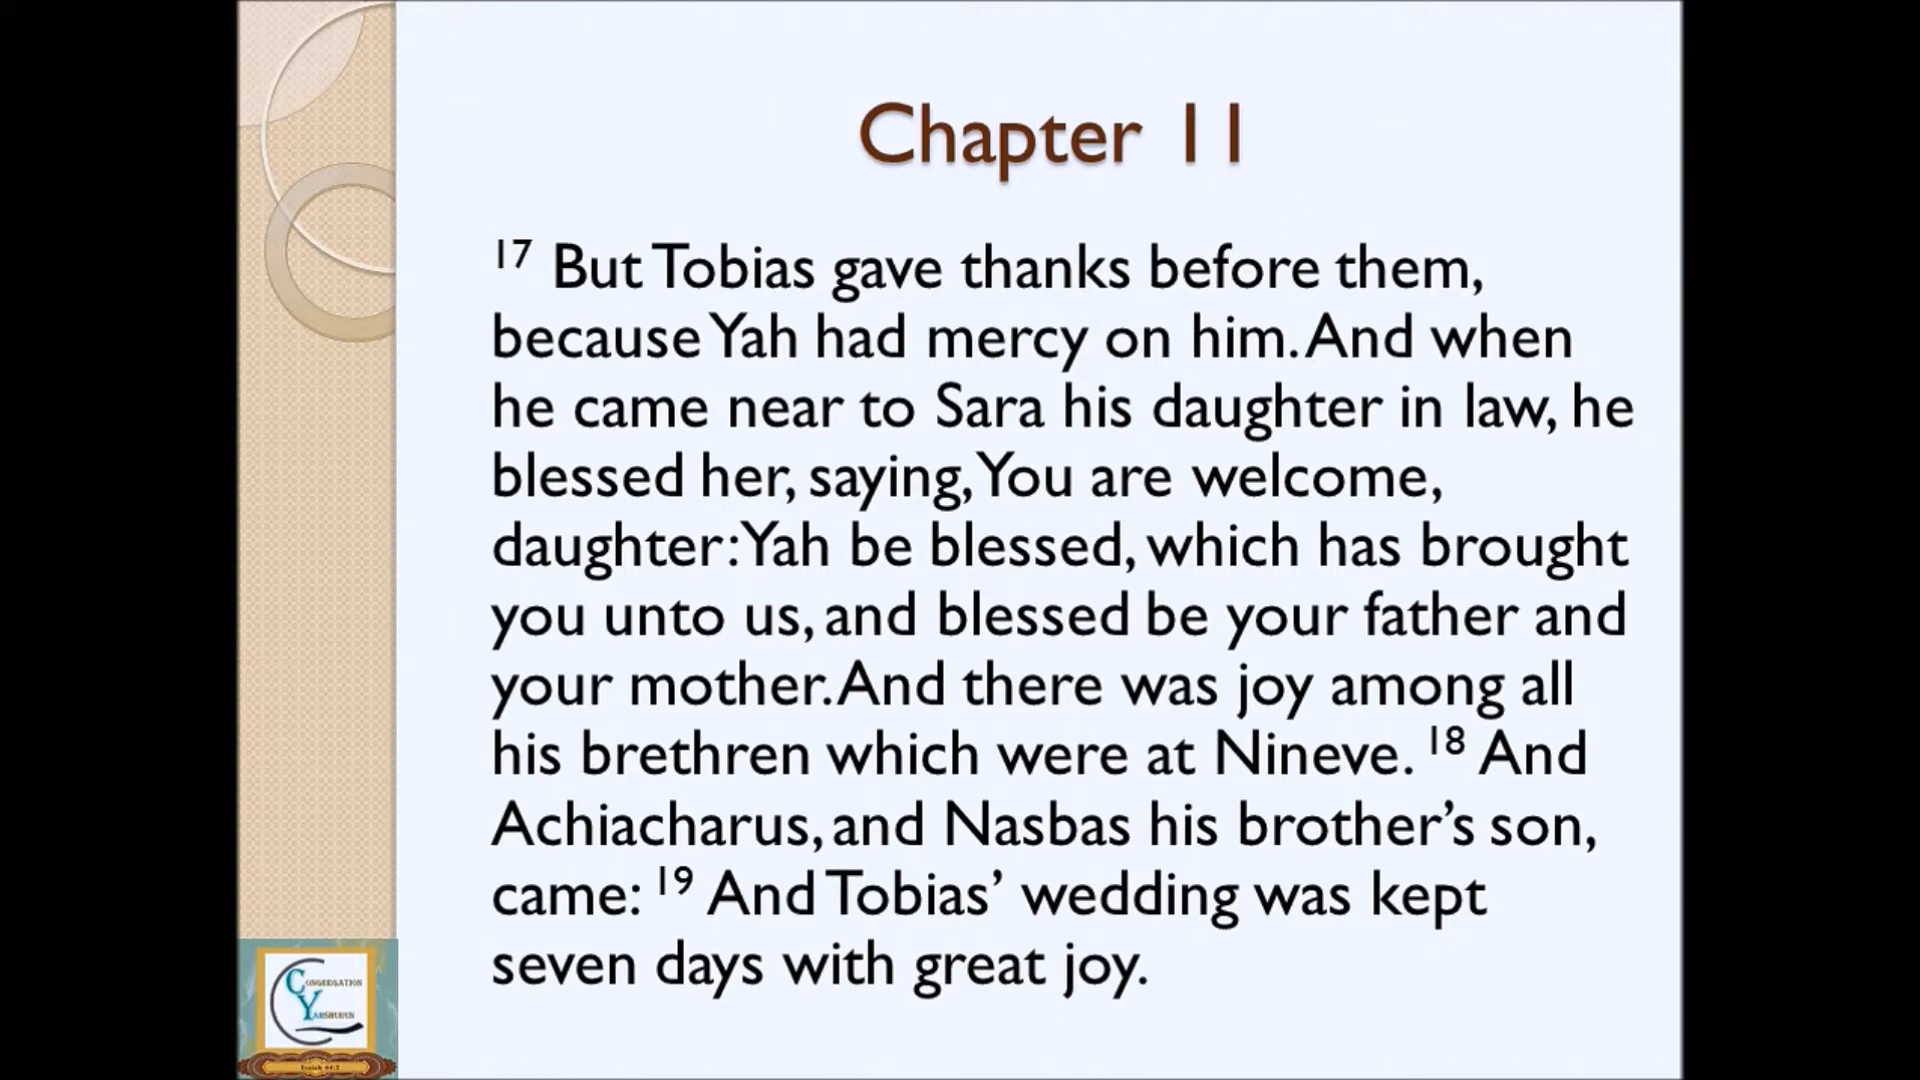 Chapter 11
17 But Tobias gave thanks before them,
because Yah had mercy on him. And when
he came near to Sara his daughter in law, he
blessed her, saying, You are welcome,
daughter: Yah be blessed, which has brought
you unto us, and blessed be your father and
your mother. And there was joy among all
his brethren which were at Nineve. 18 And
Achiacharus, and Nasbas his brother’s son,
came: 19 And Tobias’ wedding was kept
seven days with great joy.
CONGREGATION
YAHSHURUN
Isaiah 44:2